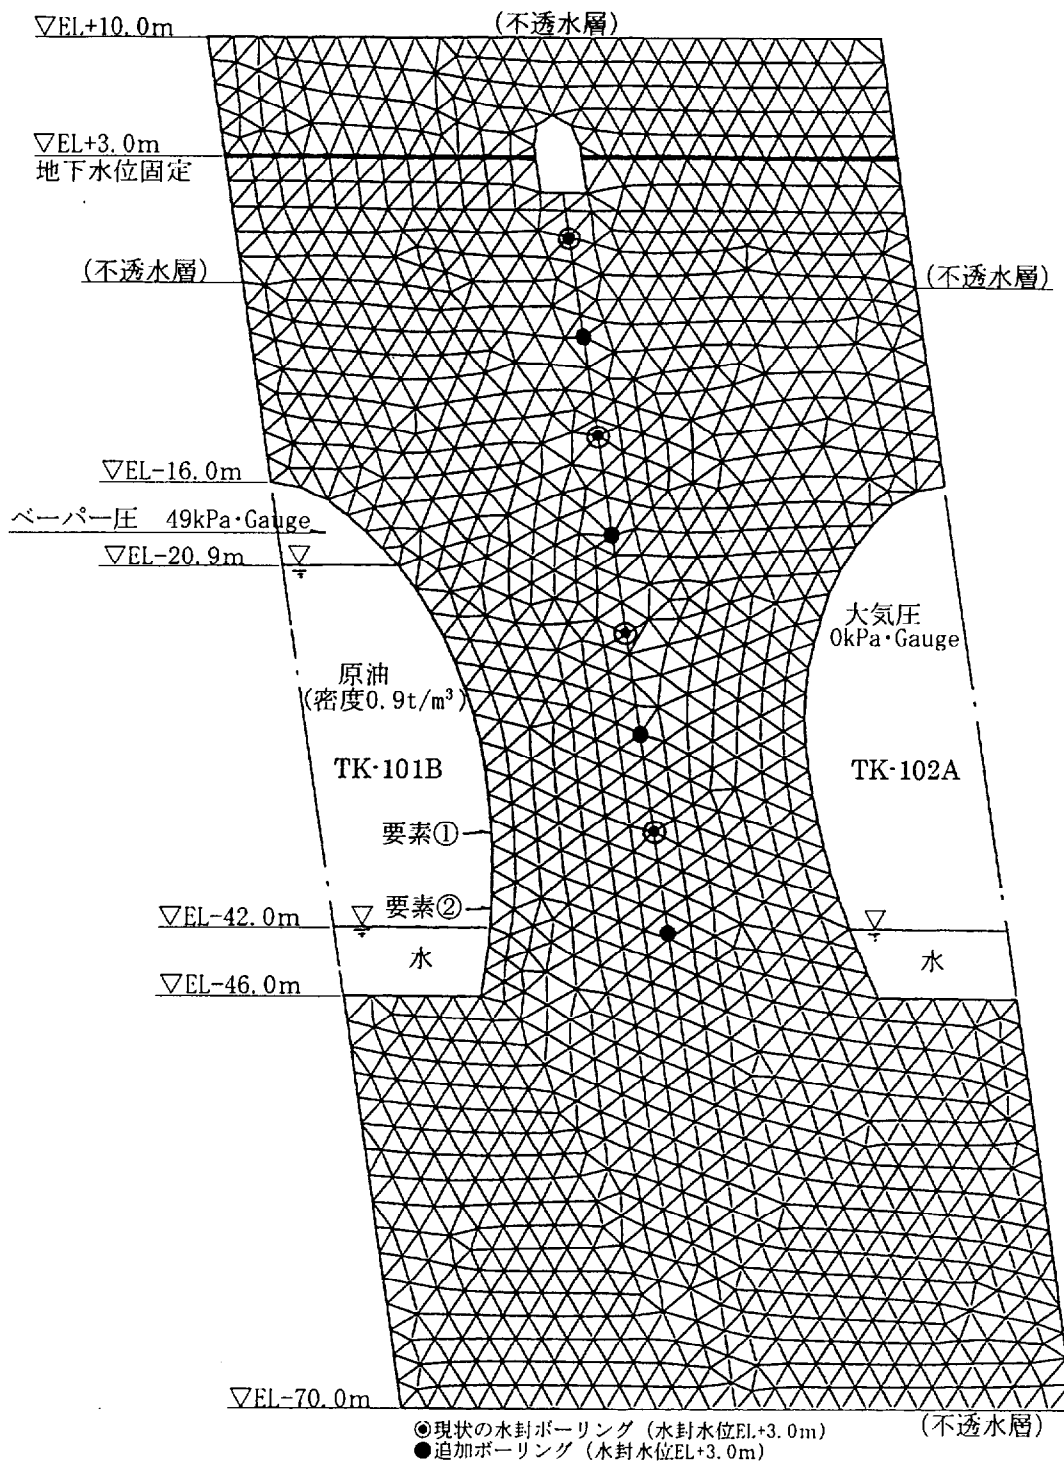 ▽EL+10.0m
(不透水層)
▽EL+3.0m
地下水位固定
(不透水層)
(不透水層)
▽EL-16.0m
ベーパー圧 49kPa·Gauge
▽EL-20.9m
大気圧
0kPa·Gauge
原油
(密度0.9t/m³)
TK-101B
TK-102A
要素①
要素②
▽EL-42.0m
水
水
▽EL-46.0m
▽EL-70.0m
(不透水層)
◉現状の水封ボーリング (水封水位EL+3.0m)
●追加ボーリング (水封水位EL+3.0m)